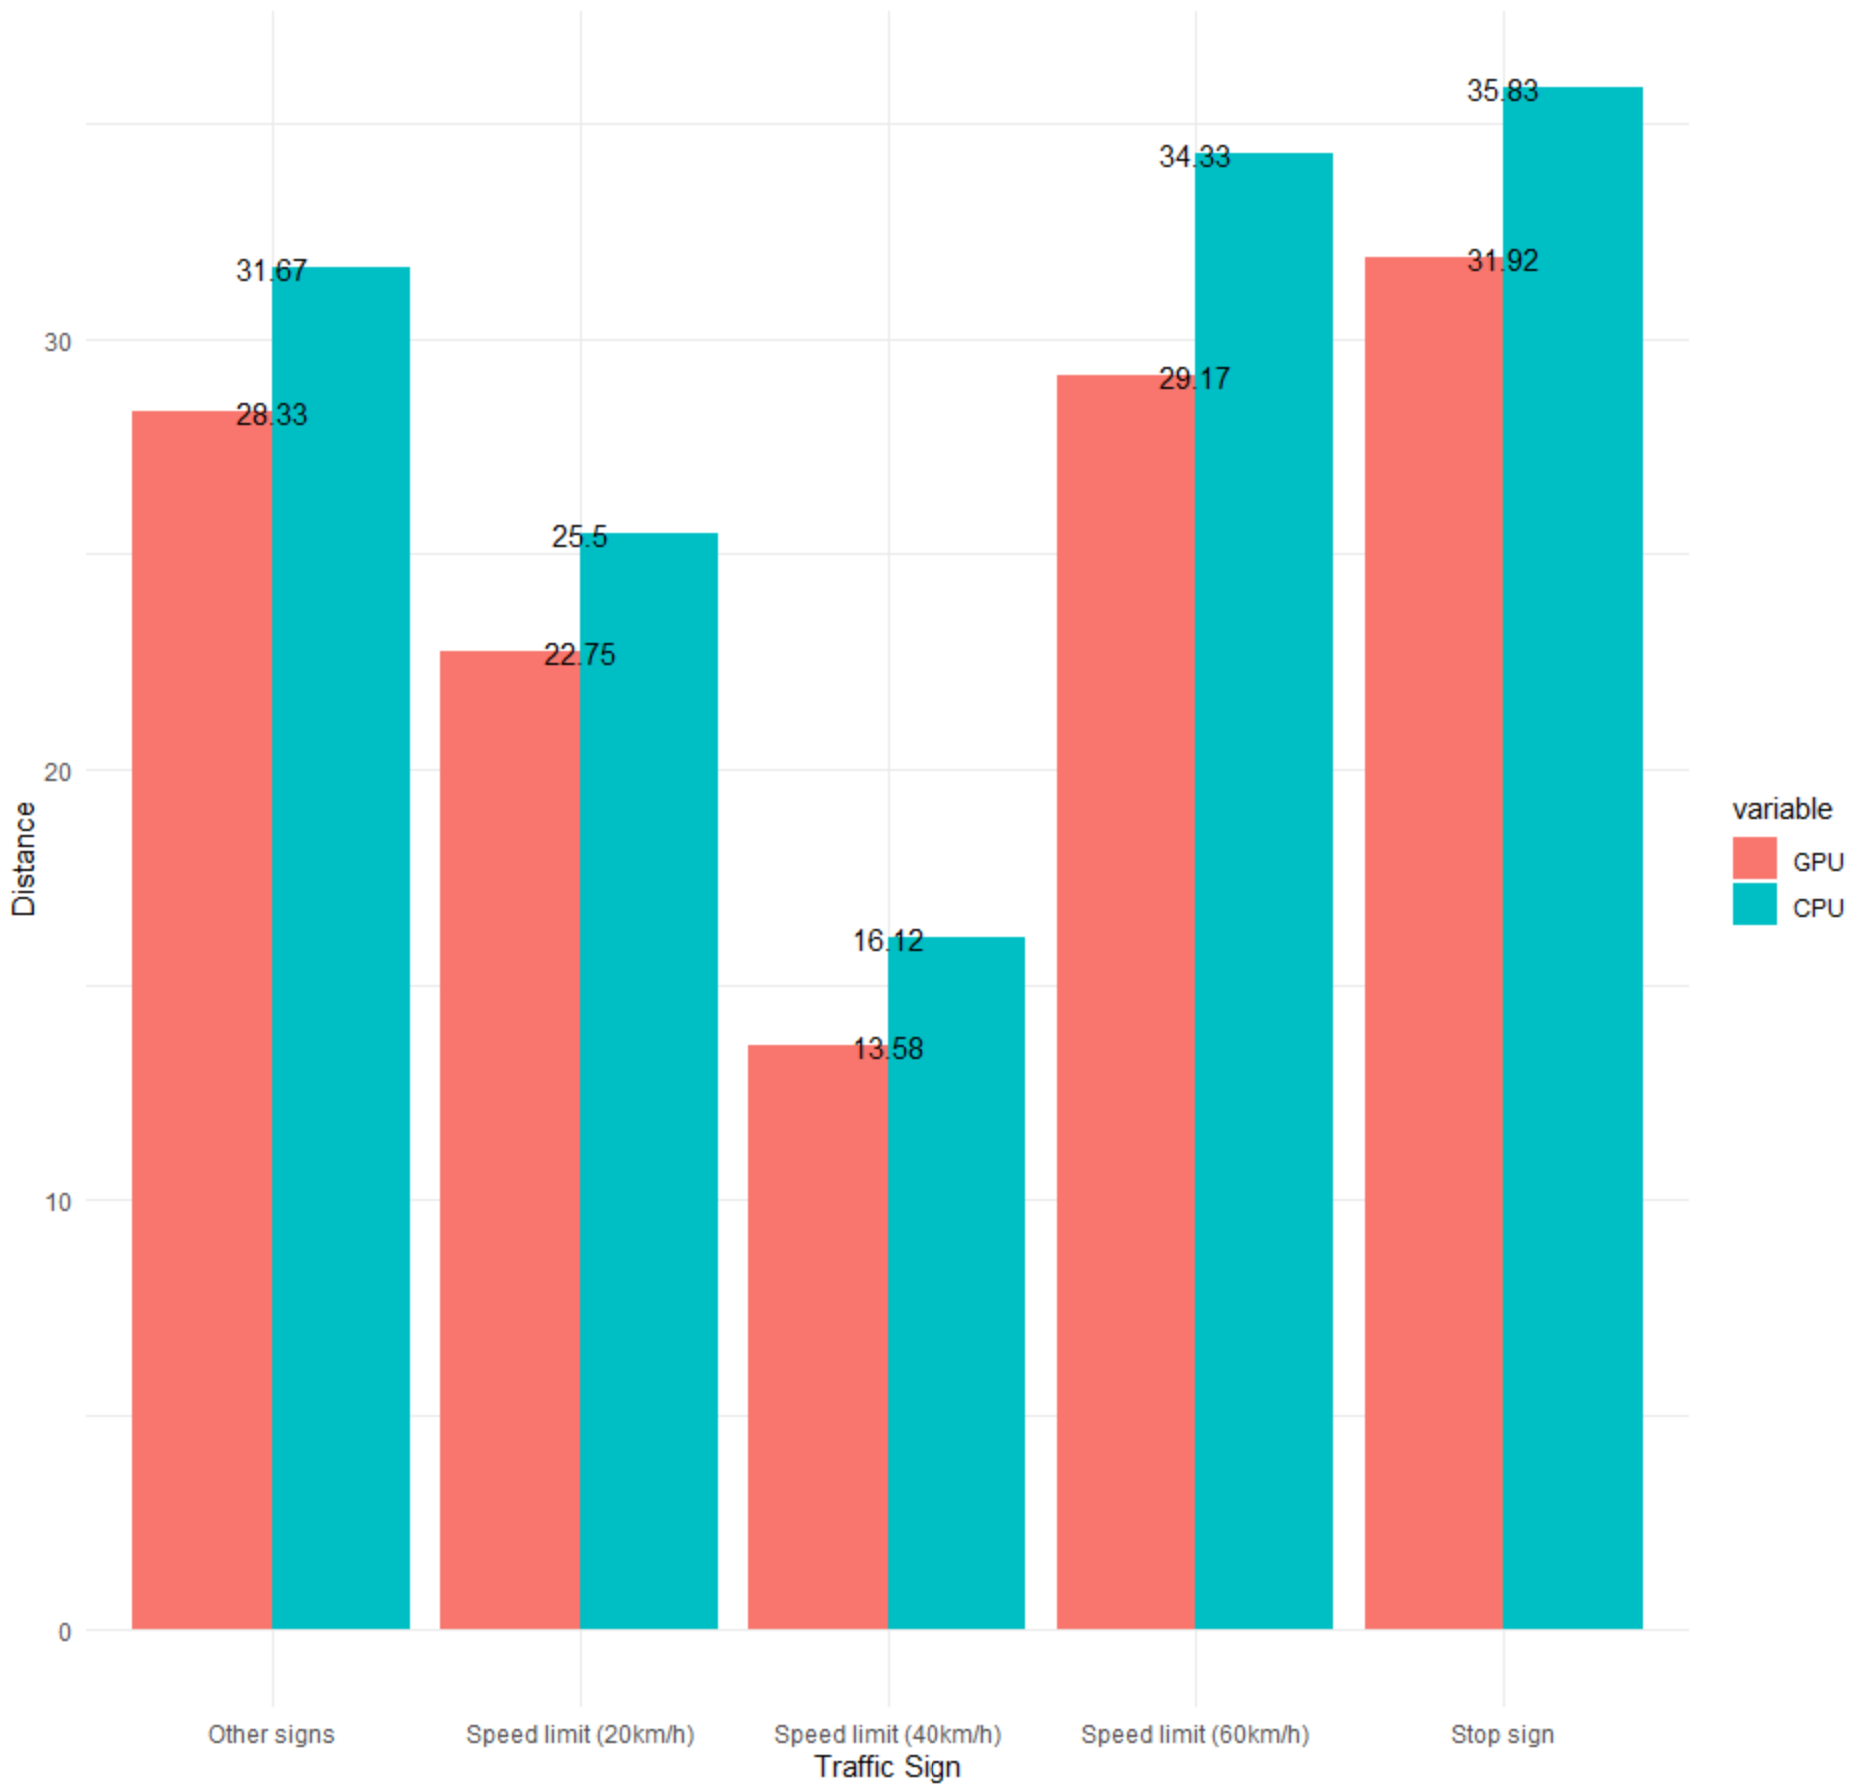 35.83
34.33
31.67
31.92
30
29.17
28.33
25.5
22.75
20
Distance
variable
GPU
CPU
16.12
13.58
10
0
Other signs
Speed limit (20km/h)
Speed limit (40km/h)
Speed limit (60km/h)
Stop sign
Traffic Sign